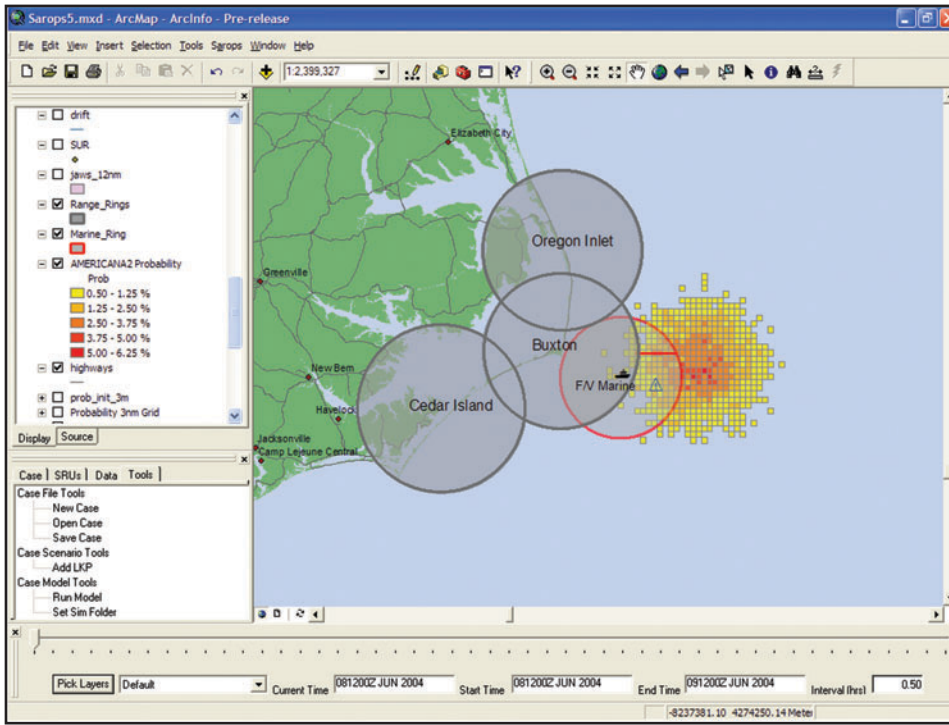 Sarops5.mxd - ArcMap - ArcInfo - Pre-release
File Edit View Insert Selection Tools Sarops Window Help
1:2,399,327
drift
SUR
jaws_12nm
Range_Rings
Marine_Ring
AMERICANA2 Probability
Prob
0.50 - 1.25 %
1.25 - 2.50 %
2.50 - 3.75 %
3.75 - 5.00 %
5.00 - 6.25 %
highways
prob_init_3m
Probability 3nm Grid
Display Source
Case SRUs Data Tools
Case File Tools
New Case
Open Case
Save Case
Case Scenario Tools
Add LKP
Case Model Tools
Run Model
Set Sim Folder
Elizabeth City
Oregon Inlet
Greenville
Buxton
New Bern
F/V Marine
Cedar Island
Havelock
Jacksonville
Camp Lejeune Central
Pick Layers Default Current Time 081200Z JUN 2004 Start Time 081200Z JUN 2004 End Time 091200Z JUN 2004 Interval (hrs) 0.50
-8237381.10 4274250.14 Meter